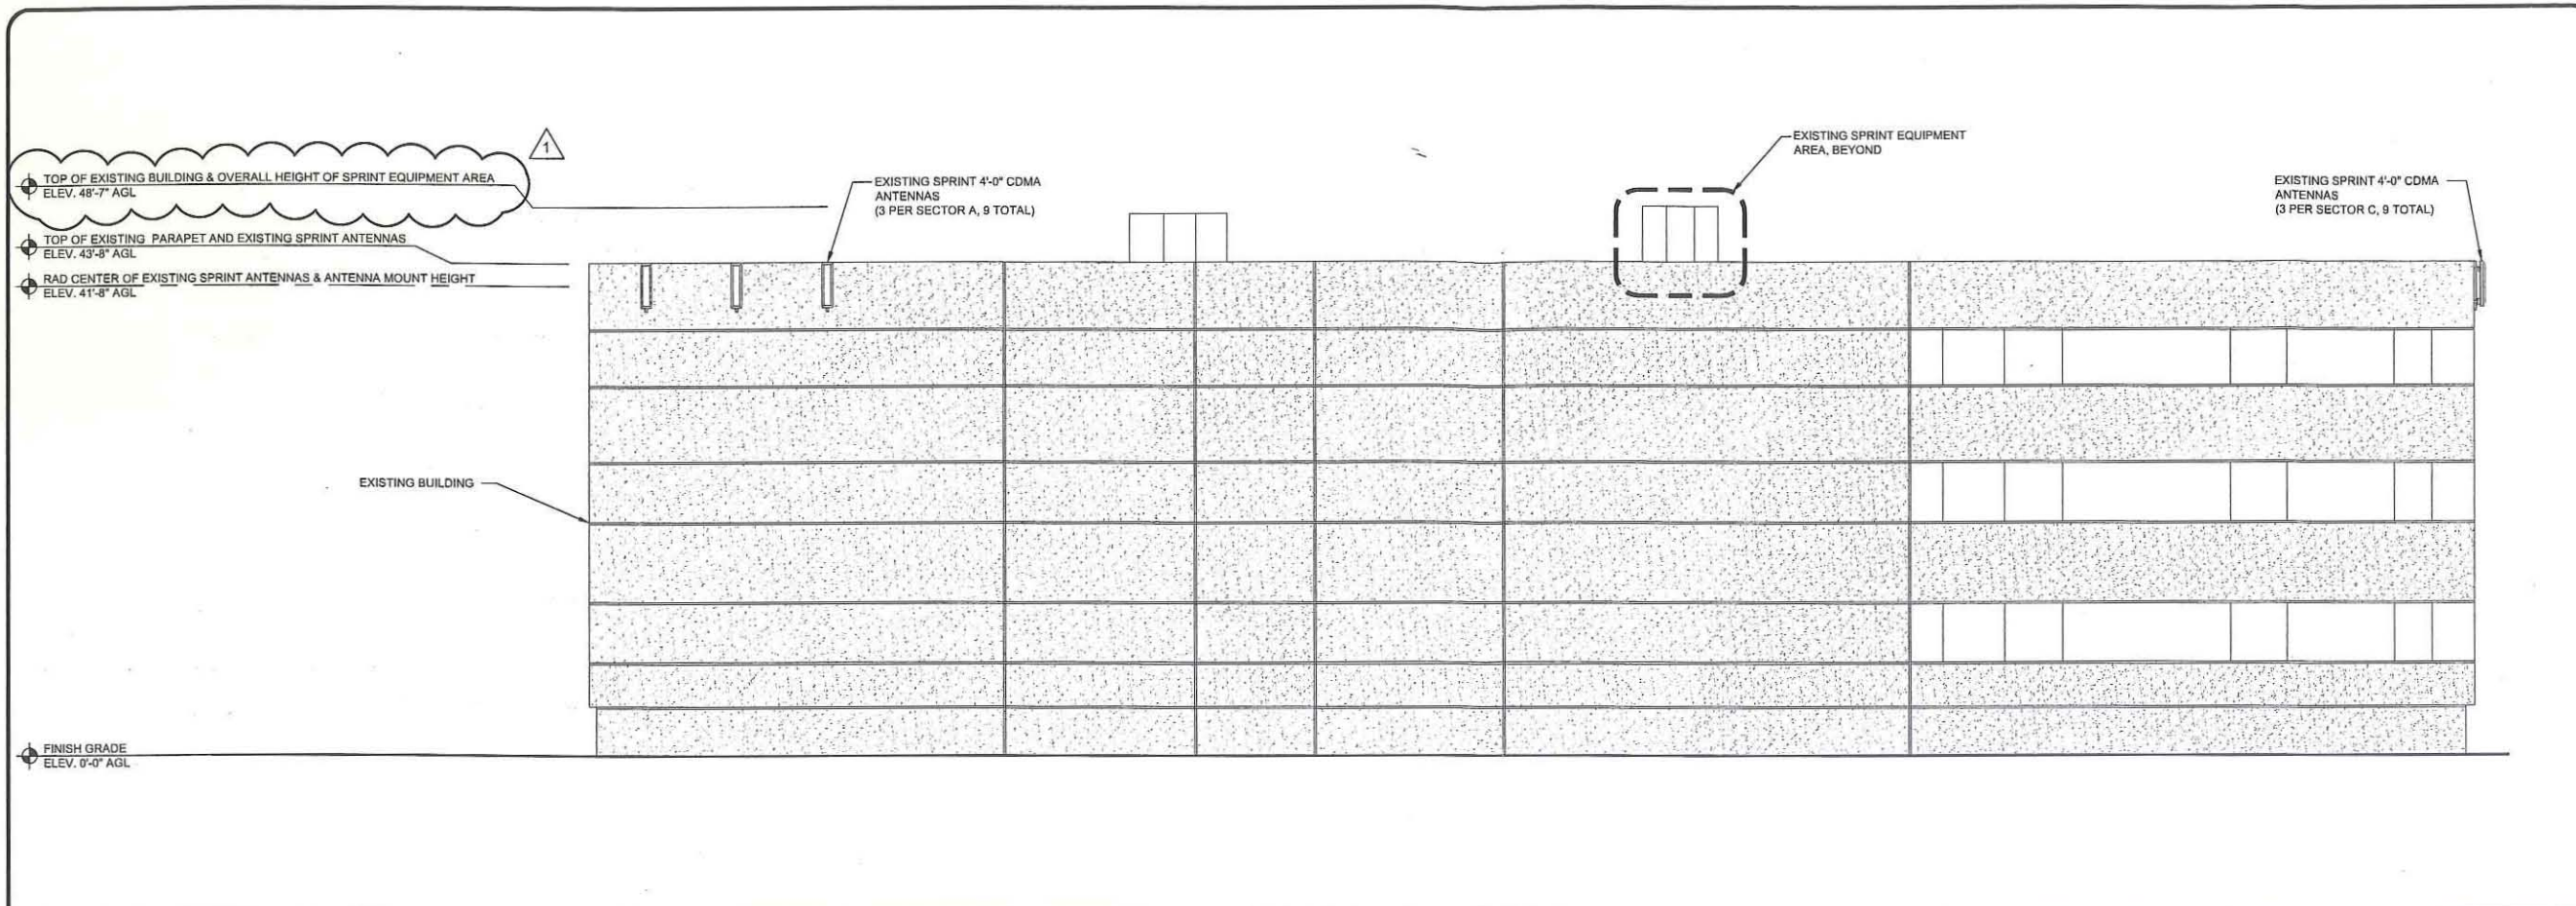 1
TOP OF EXISTING BUILDING & OVERALL HEIGHT OF SPRINT EQUIPMENT AREA
ELEV. 48'-7" AGL
TOP OF EXISTING PARAPET AND EXISTING SPRINT ANTENNAS
ELEV. 43'-8" AGL
RAD CENTER OF EXISTING SPRINT ANTENNAS & ANTENNA MOUNT HEIGHT
ELEV. 41'-8" AGL
EXISTING SPRINT 4'-0" CDMA
ANTENNAS
(3 PER SECTOR A, 9 TOTAL)
EXISTING SPRINT EQUIPMENT
AREA, BEYOND
EXISTING SPRINT 4'-0" CDMA
ANTENNAS
(3 PER SECTOR C, 9 TOTAL)
EXISTING BUILDING
FINISH GRADE
ELEV. 0'-0" AGL